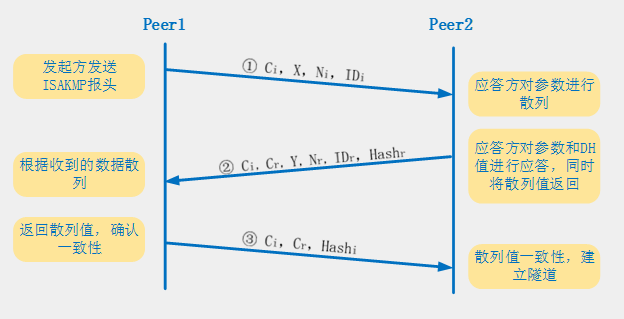 Peer1
Peer2
发起方发送
ISAKMP报头
① Ci, X, Ni, IDi
应答方对参数进行
散列
根据收到的数据散
列
② Ci. Cr. Y. Nr. IDr, Hashr
应答方对参数和DH
值进行应答，同时
将散列值返回
返回散列值，确认
一致性
③ Ci, Cr, Hashi
散列值一致性，建
立隧道